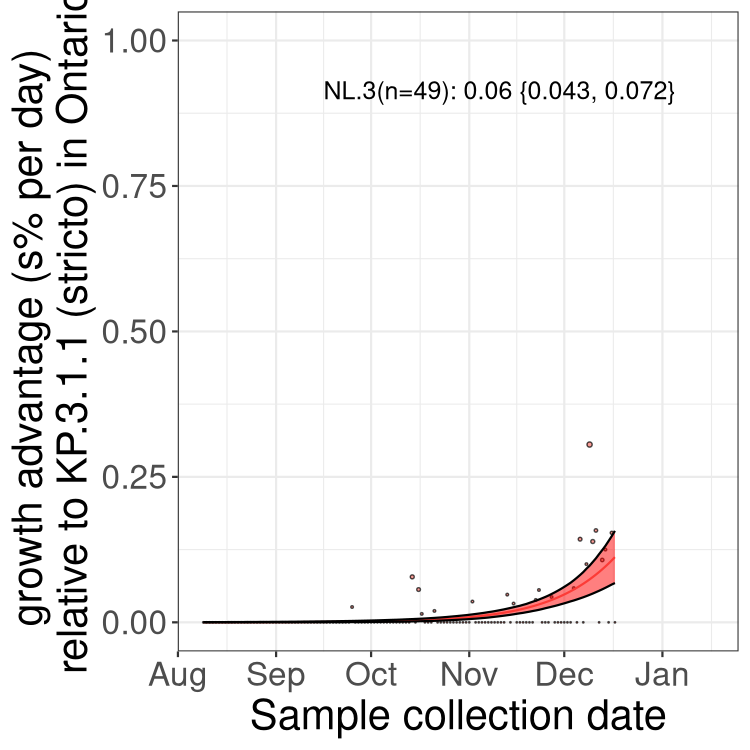 growth advantage (s% per day)
relative to KP.3.1.1 (stricto) in Ontario
1.00
0.75
0.50
0.25
0.00
NL.3(n=49): 0.06 {0.043, 0.072}
Aug Sep Oct Nov Dec Jan
Sample collection date